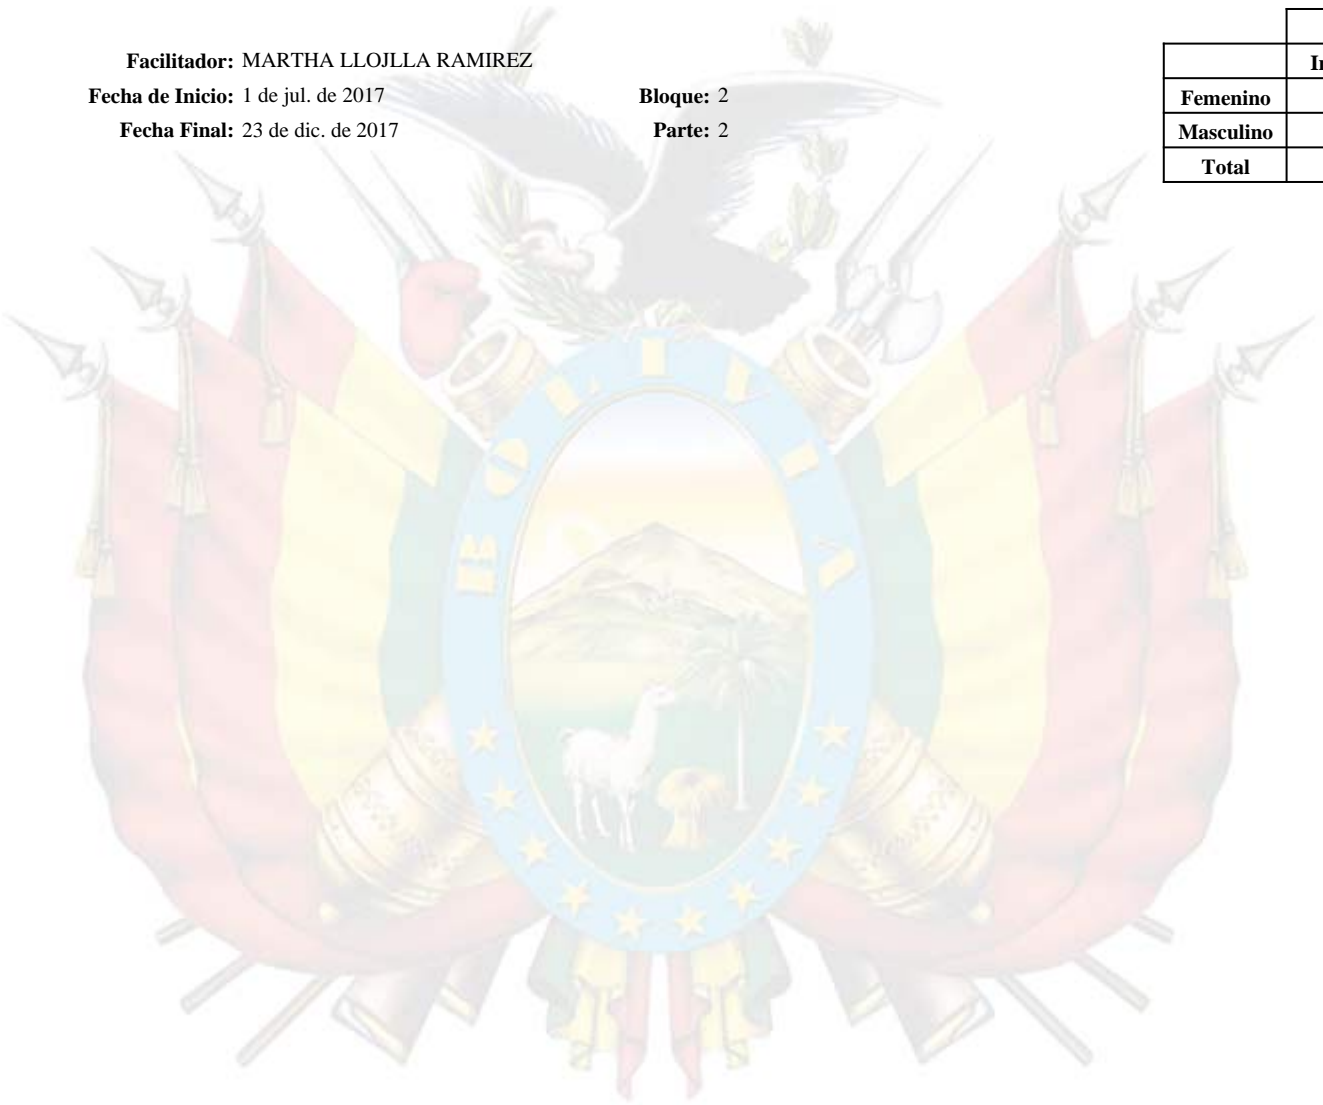 Facilitador: MARTHA LLOJLLA RAMIREZ
Fecha de Inicio: 1 de jul. de 2017 Bloque: 2
Fecha Final: 23 de dic. de 2017 Parte: 2
Femenino
Masculino
Total
BOLIVIA